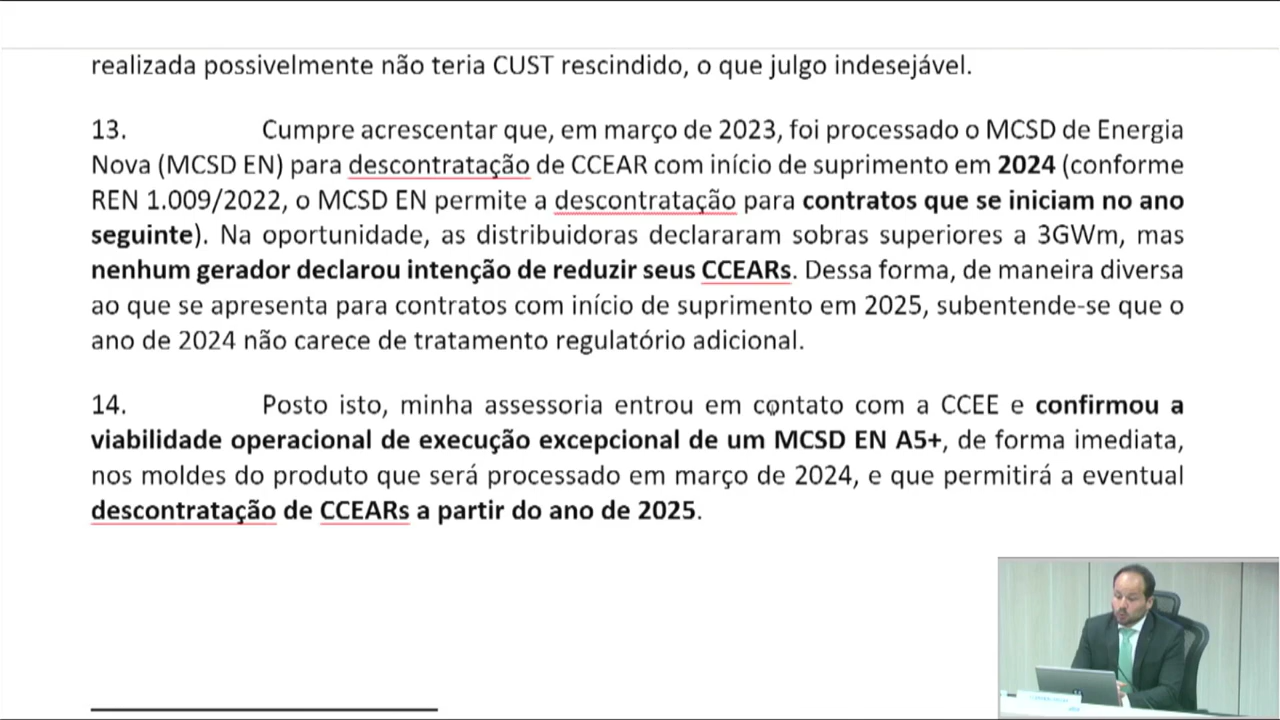 realizada possivelmente não teria CUST rescindido, o que julgo indesejável.
13. Cumpre acrescentar que, em março de 2023, foi processado o MCSD de Energia
Nova (MCSD EN) para descontratação de CCEAR com início de suprimento em 2024 (conforme
REN 1.009/2022, o MCSD EN permite a descontratação para contratos que se iniciam no ano
seguinte). Na oportunidade, as distribuidoras declararam sobras superiores a 3GWm, mas
nenhum gerador declarou intenção de reduzir seus CCEARs. Dessa forma, de maneira diversa
ao que se apresenta para contratos com início de suprimento em 2025, subentende-se que o
ano de 2024 não carece de tratamento regulatório adicional.
14. Posto isto, minha assessoria entrou em contato com a CCEE e confirmou a
viabilidade operacional de execução excepcional de um MCSD EN A5+, de forma imediata,
nos moldes do produto que será processado em março de 2024, e que permitirá a eventual
descontratação de CCEARs a partir do ano de 2025.